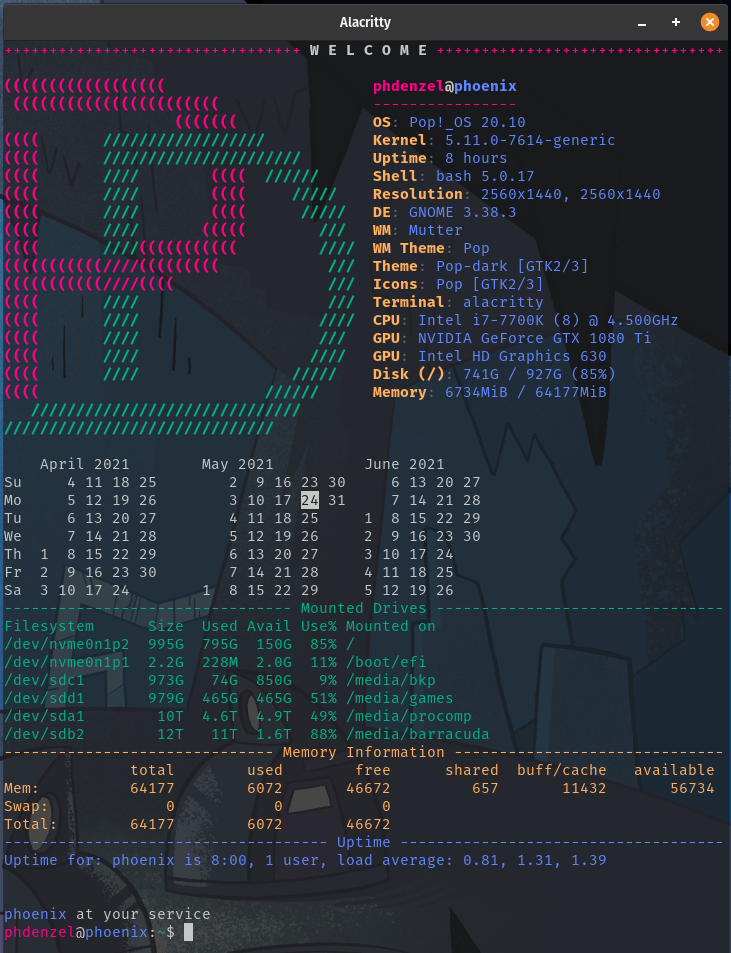 Alacritty
+++++++++++++++++++++++++++++++++ W E L C O M E ++++++++++++++++++++++++++++++++
phdenzel@phoenix
----------------
OS: Pop!_OS 20.10
Kernel: 5.11.0-7614-generic
Uptime: 8 hours
Shell: bash 5.0.17
Resolution: 2560x1440, 2560x1440
DE: GNOME 3.38.3
WM: Mutter
WM Theme: Pop
Theme: Pop-dark [GTK2/3]
Icons: Pop [GTK2/3]
Terminal: alacritty
CPU: Intel i7-7700K (8) @ 4.500GHz
GPU: NVIDIA GeForce GTX 1080 Ti
GPU: Intel HD Graphics 630
Disk (/): 741G / 927G (85%)
Memory: 6734MiB / 64177MiB
    April 2021        May 2021          June 2021
Su     4 11 18 25        2  9 16 23 30     6 13 20 27
Mo     5 12 19 26        3 10 17 24 31     7 14 21 28
Tu     6 13 20 27        4 11 18 25     1  8 15 22 29
We     7 14 21 28        5 12 19 26     2  9 16 23 30
Th  1  8 15 22 29        6 13 20 27     3 10 17 24
Fr  2  9 16 23 30        7 14 21 28     4 11 18 25
Sa  3 10 17 24        1  8 15 22 29     5 12 19 26
-------------------------------- Mounted Drives --------------------------------
Filesystem      Size  Used Avail Use% Mounted on
/dev/nvme0n1p2  995G  795G  150G  85% /
/dev/nvme0n1p1  2.2G  228M  2.0G  11% /boot/efi
/dev/sdc1       973G   74G  850G   9% /media/bkp
/dev/sdd1       979G  465G  465G  51% /media/games
/dev/sda1        10T  4.6T  4.9T  49% /media/procomp
/dev/sdb2        12T   11T  1.6T  88% /media/barracuda
------------------------------- Memory Information ------------------------------
              total        used        free      shared  buff/cache   available
Mem:          64177        6072       46672         657       11432       56734
Swap:             0           0           0
Total:        64177        6072       46672
------------------------------------ Uptime ------------------------------------
Uptime for: phoenix is 8:00, 1 user, load average: 0.81, 1.31, 1.39
phoenix at your service
phdenzel@phoenix:~$